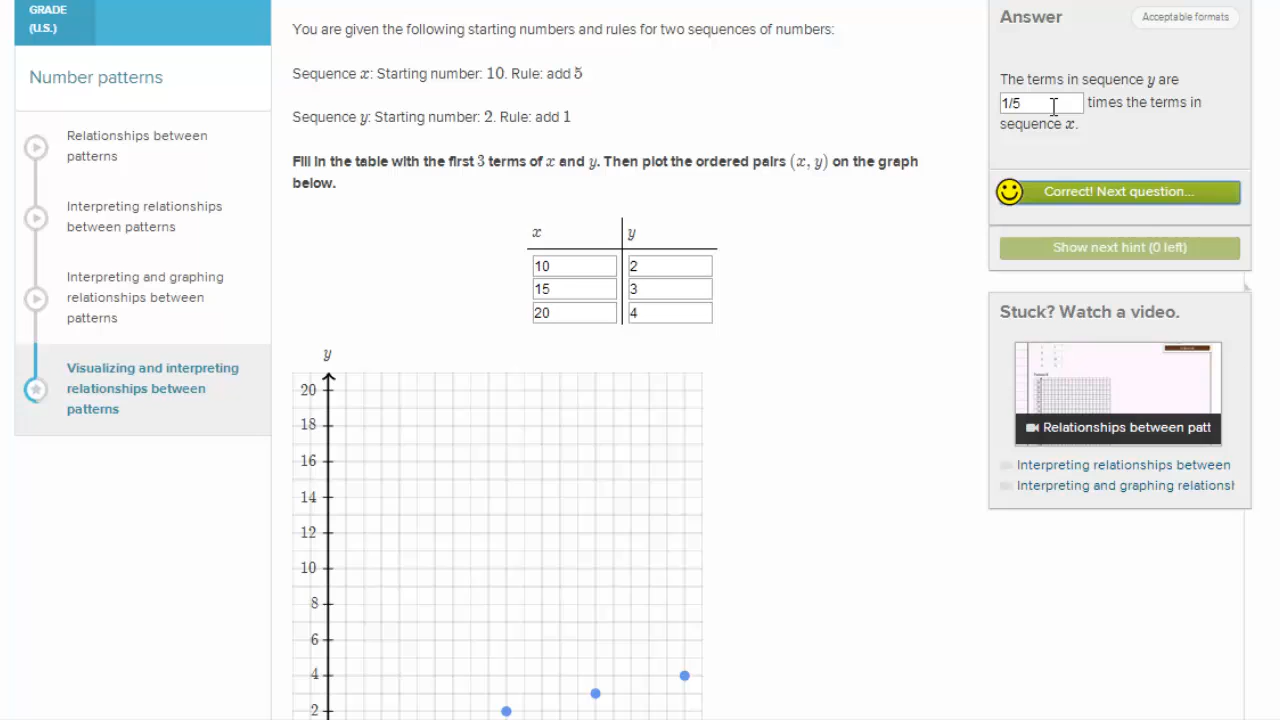 GRADE
(U.S.)
Number patterns
Relationships between
patterns
Interpreting relationships
between patterns
Interpreting and graphing
relationships between
patterns
Visualizing and interpreting
relationships between
patterns
You are given the following starting numbers and rules for two sequences of numbers:
Sequence x: Starting number: 10. Rule: add 5
Sequence y: Starting number: 2. Rule: add 1
Fill in the table with the first 3 terms of x and y. Then plot the ordered pairs (x, y) on the graph
below.
x y
10 2
15 3
20 4
y
20
18
16
14
12
10
8
6
4
2
Answer
Acceptable formats
The terms in sequence y are
1/5 times the terms in
sequence x.
Correct! Next question...
Show next hint (0 left)
Stuck? Watch a video.
Relationships between patt
Interpreting relationships between
Interpreting and graphing relations